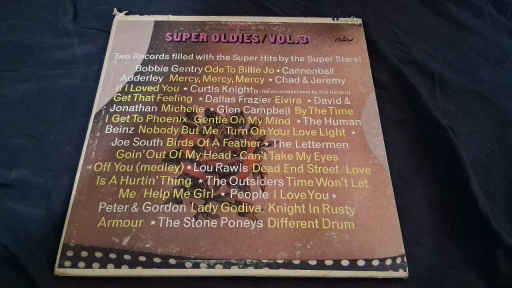 SUPER OLDIES/VOL.3
Capitol
Two Records filled with the Super Hits by the Super Stars!
Bobbie Gentry Ode To Billie Jo • Cannonball
Adderley Mercy, Mercy, Mercy • Chad & Jeremy
If I Loved You • Curtis Knight
Get That Feeling • Dallas Frazier Elvira • David &
Jonathan Michelle • Glen Campbell By The Time
I Get To Phoenix, Gentle On My Mind • The Human
Beinz Nobody But Me, Turn On Your Love Light •
Joe South Birds Of A Feather • The Lettermen
Goin' Out Of My Head - Can't Take My Eyes
Off You (medley) • Lou Rawls Dead End Street, Love
Is A Hurtin' Thing • The Outsiders Time Won't Let
Me, Help Me Girl • People I Love You •
Peter & Gordon Lady Godiva, Knight In Rusty
Armour • The Stone Poneys Different Drum